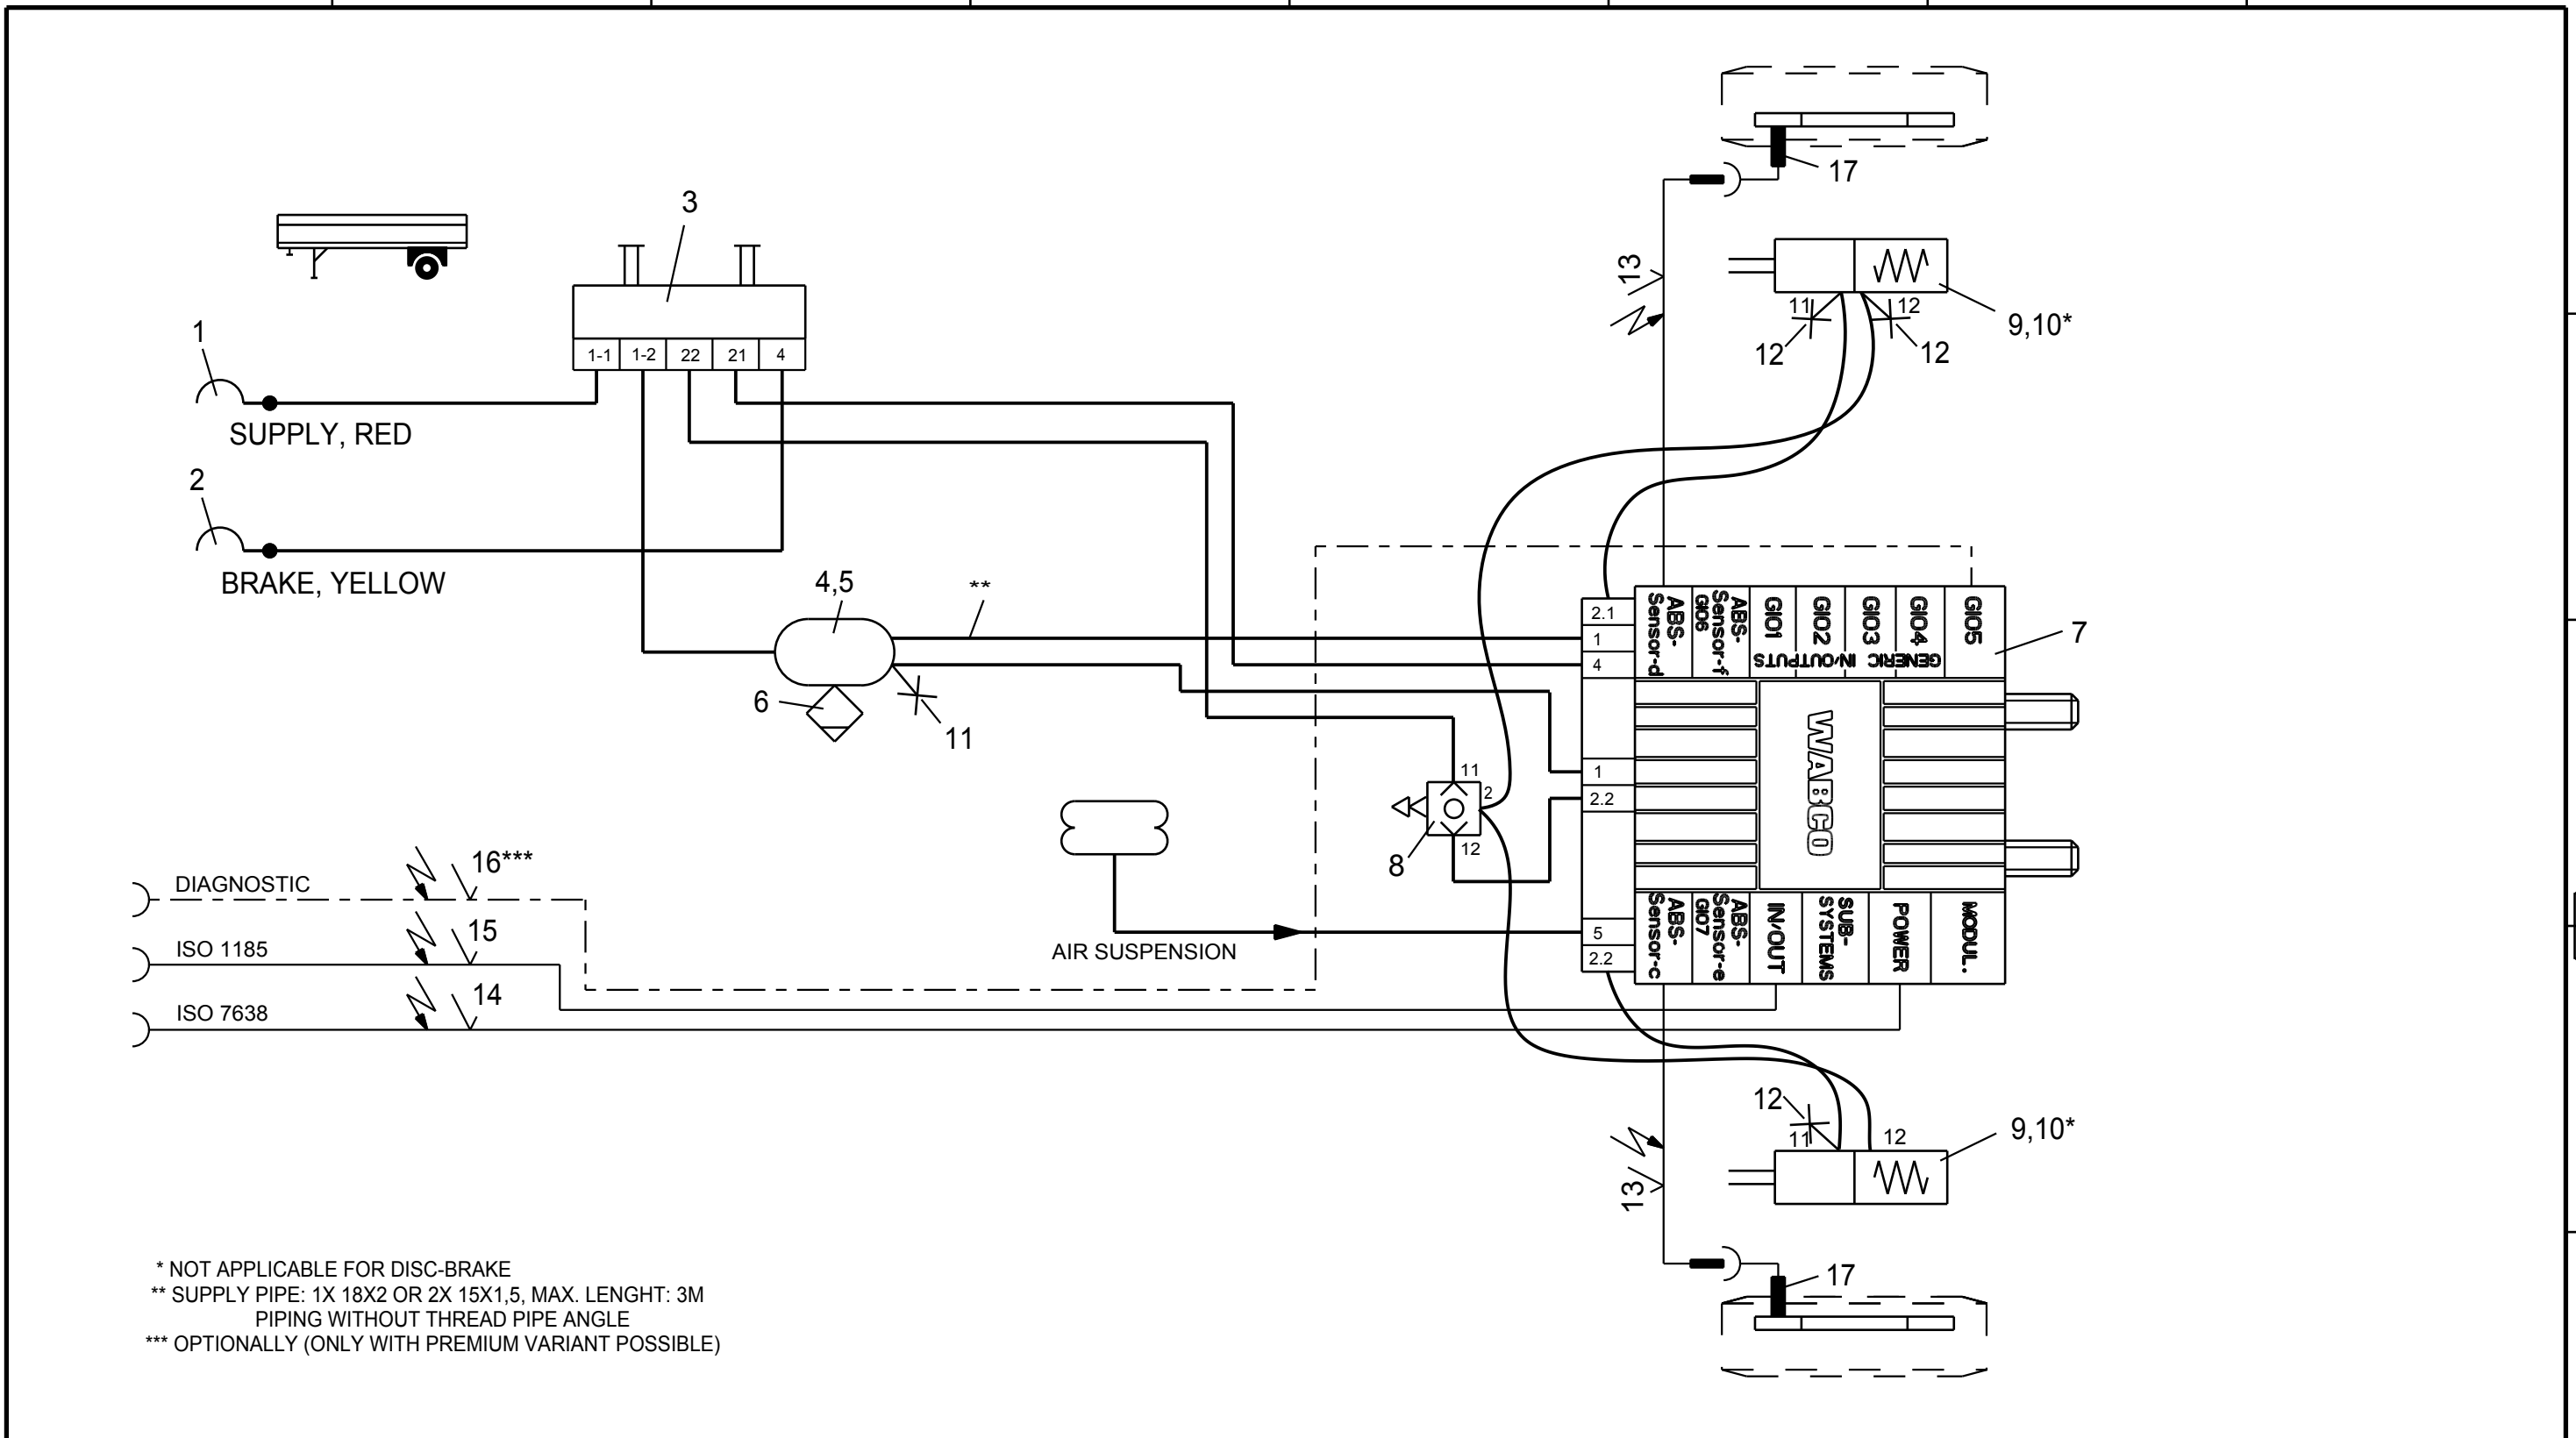 17
3
13
11 12
9,10*
12 12
1
1-1 1-2 22 21 4
SUPPLY, RED
2
BRAKE, YELLOW
4,5
**
2.1
1
4
ABS-
Sensor-d
ABS-
Sensor-f
GIO6
GIO1
GIO2
GIO3
GIO4
GENERIC IN/OUTPUTS
GIO5
7
6
11
WABCO
11
2
12
8
1
2.2
16***
DIAGNOSTIC
15
ISO 1185
14
ISO 7638
AIR SUSPENSION
5
2.2
ABS-
Sensor-c
ABS-
Sensor-e
GIO7
IN/OUT
SUB-
SYSTEMS
POWER
MODUL.
12
11 12
9,10*
13
17
* NOT APPLICABLE FOR DISC-BRAKE
** SUPPLY PIPE: 1X 18X2 OR 2X 15X1,5, MAX. LENGHT: 3M
PIPING WITHOUT THREAD PIPE ANGLE
*** OPTIONALLY (ONLY WITH PREMIUM VARIANT POSSIBLE)